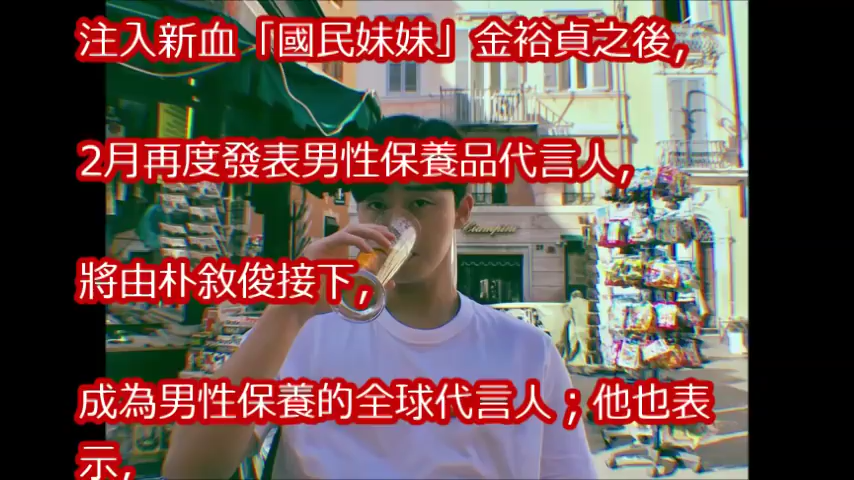 注入新血「國民妹妹」金裕貞之後，
2月再度發表男性保養品代言人，
將由朴敘俊接下，
成為男性保養的全球代言人；他也表
示，